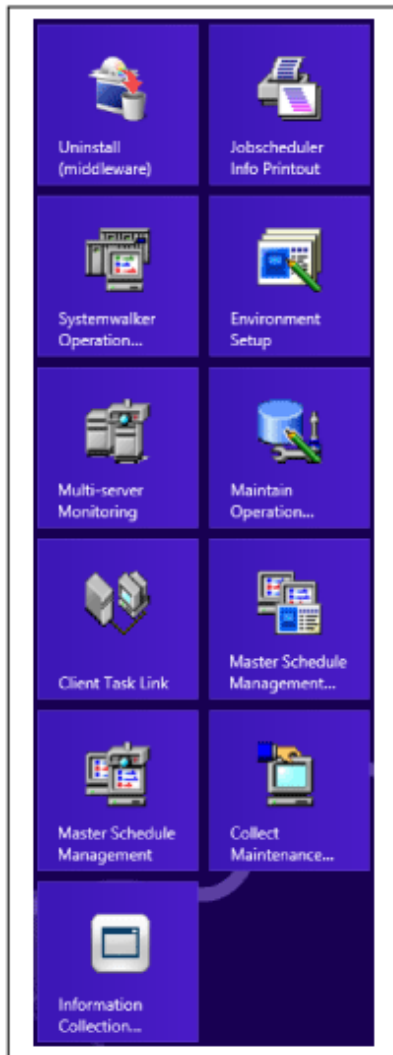 Uninstall
(middleware)
Jobscheduler
Info Printout
Systemwalker
Operation...
Environment
Setup
Multi-server
Monitoring
Maintain
Operation...
Client Task Link
Master Schedule
Management...
Master Schedule
Management
Collect
Maintenance...
Information
Collection...